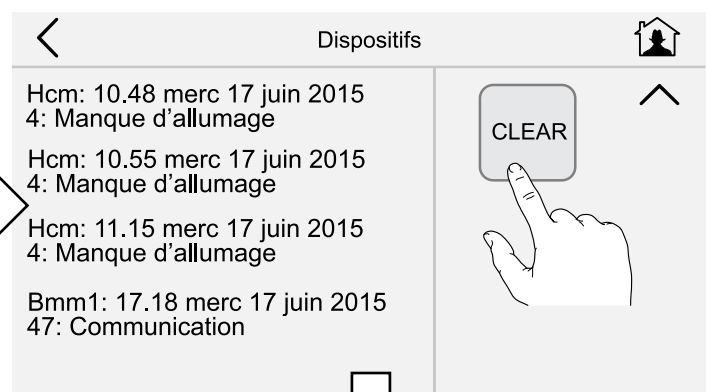 Dispositifs
Hcm: 10.48 merc 17 juin 2015
4: Manque d'allumage
Hcm: 10.55 merc 17 juin 2015
4: Manque d'allumage
Hcm: 11.15 merc 17 juin 2015
4: Manque d'allumage
Bmm1: 17.18 merc 17 juin 2015
47: Communication
CLEAR